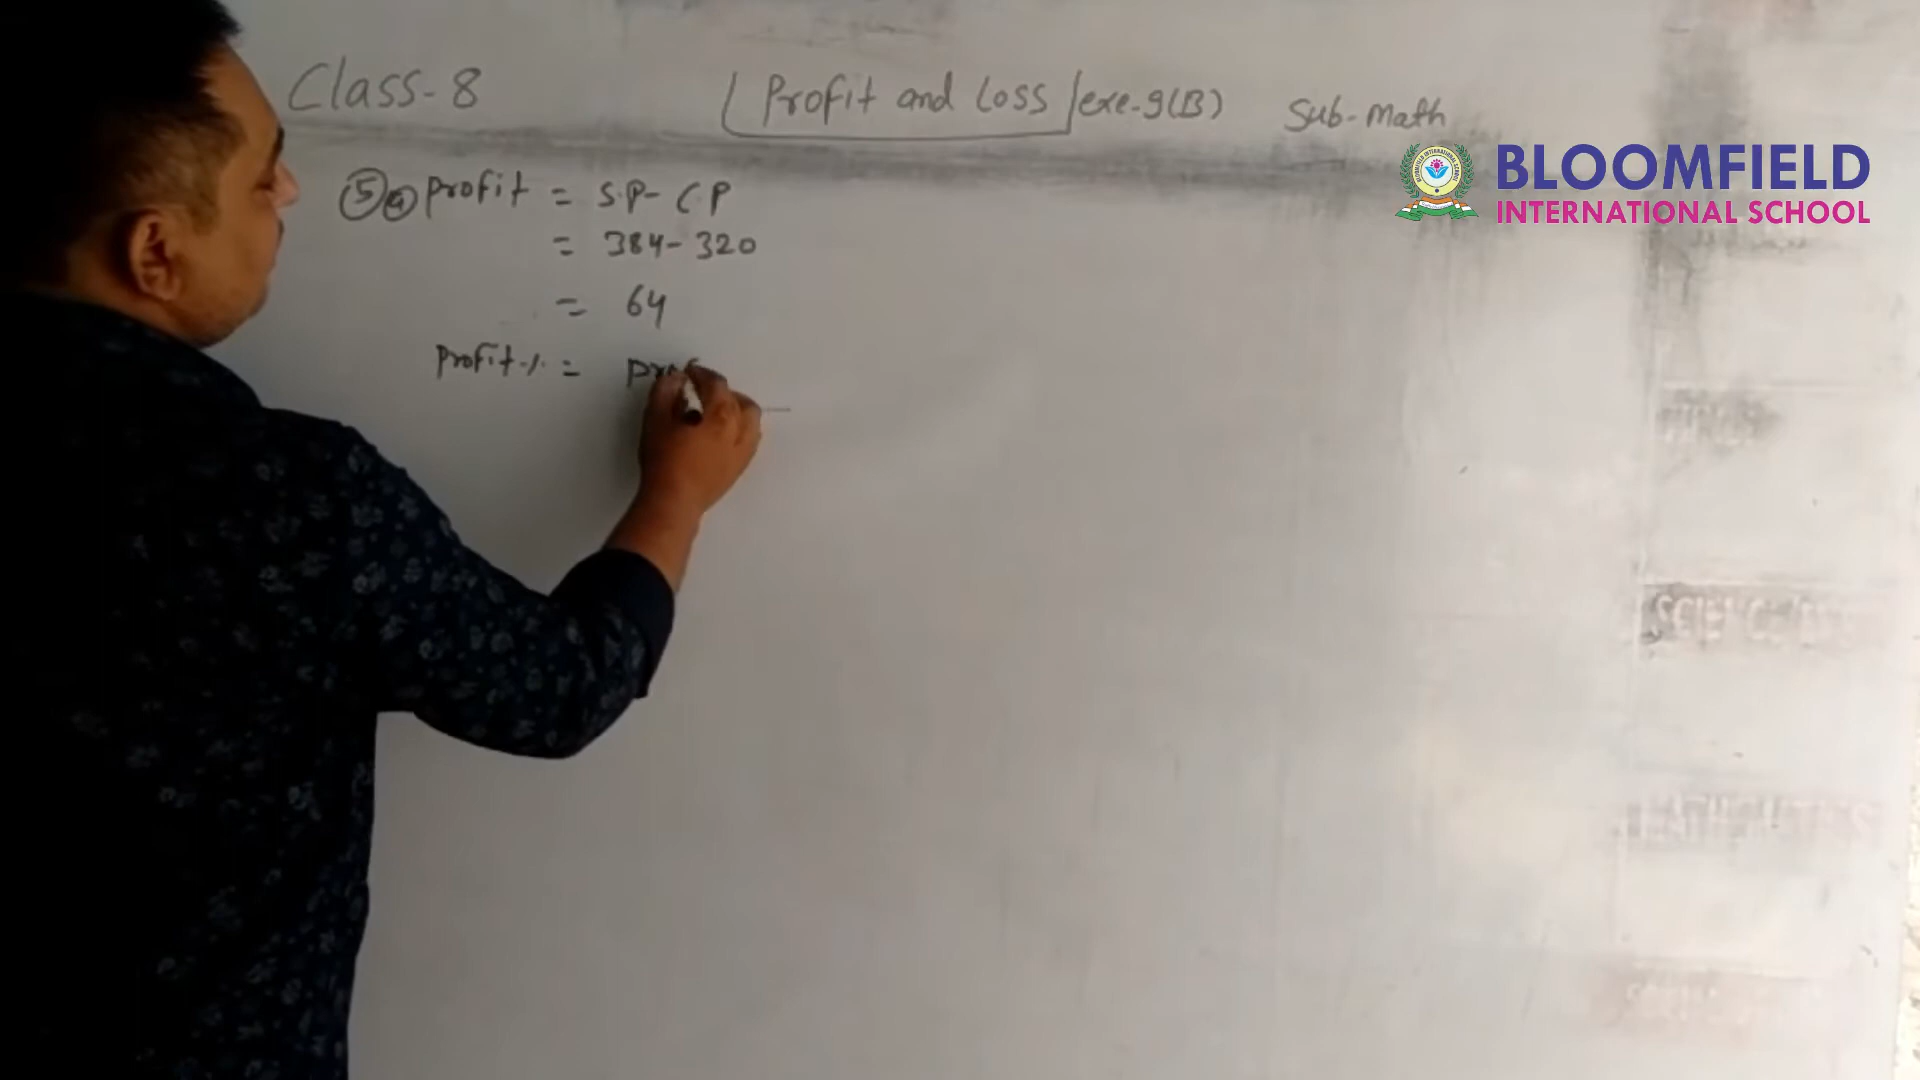 Class-8
Profit and Loss exe-9(B)
Sub-Math
BLOOMFIELD
INTERNATIONAL SCHOOL
5 a profit = S.P- C.P
= 384-320
= 64
Profit % =